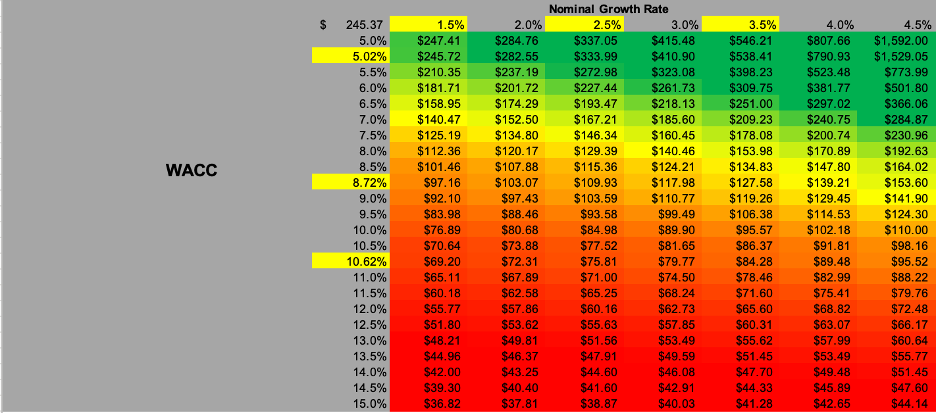 Nominal Growth Rate
$ 245.37 1.5% 2.0% 2.5% 3.0% 3.5% 4.0% 4.5%
5.0% $247.41 $284.76 $337.05 $415.48 $546.21 $807.66 $1,592.00
5.02% $245.72 $282.55 $333.99 $410.90 $538.41 $790.93 $1,529.05
5.5% $210.35 $237.19 $272.98 $323.08 $398.23 $523.48 $773.99
6.0% $181.71 $201.72 $227.44 $261.73 $309.75 $381.77 $501.80
6.5% $158.95 $174.29 $193.47 $218.13 $251.00 $297.02 $366.06
7.0% $140.47 $152.50 $167.21 $185.60 $209.23 $240.75 $284.87
7.5% $125.19 $134.80 $146.34 $160.45 $178.08 $200.74 $230.96
8.0% $112.36 $120.17 $129.39 $140.46 $153.98 $170.89 $192.63
WACC
8.5% $101.46 $107.88 $115.36 $124.21 $134.83 $147.80 $164.02
8.72% $97.16 $103.07 $109.93 $117.98 $127.58 $139.21 $153.60
9.0% $92.10 $97.43 $103.59 $110.77 $119.26 $129.45 $141.90
9.5% $83.98 $88.46 $93.58 $99.49 $106.38 $114.53 $124.30
10.0% $76.89 $80.68 $84.98 $89.90 $95.57 $102.18 $110.00
10.5% $70.64 $73.88 $77.52 $81.65 $86.37 $91.81 $98.16
10.62% $69.20 $72.31 $75.81 $79.77 $84.28 $89.48 $95.52
11.0% $65.11 $67.89 $71.00 $74.50 $78.46 $82.99 $88.22
11.5% $60.18 $62.58 $65.25 $68.24 $71.60 $75.41 $79.76
12.0% $55.77 $57.86 $60.16 $62.73 $65.60 $68.82 $72.48
12.5% $51.80 $53.62 $55.63 $57.85 $60.31 $63.07 $66.17
13.0% $48.21 $49.81 $51.56 $53.49 $55.62 $57.99 $60.64
13.5% $44.96 $46.37 $47.91 $49.59 $51.45 $53.49 $55.77
14.0% $42.00 $43.25 $44.60 $46.08 $47.70 $49.48 $51.45
14.5% $39.30 $40.40 $41.60 $42.91 $44.33 $45.89 $47.60
15.0% $36.82 $37.81 $38.87 $40.03 $41.28 $42.65 $44.14